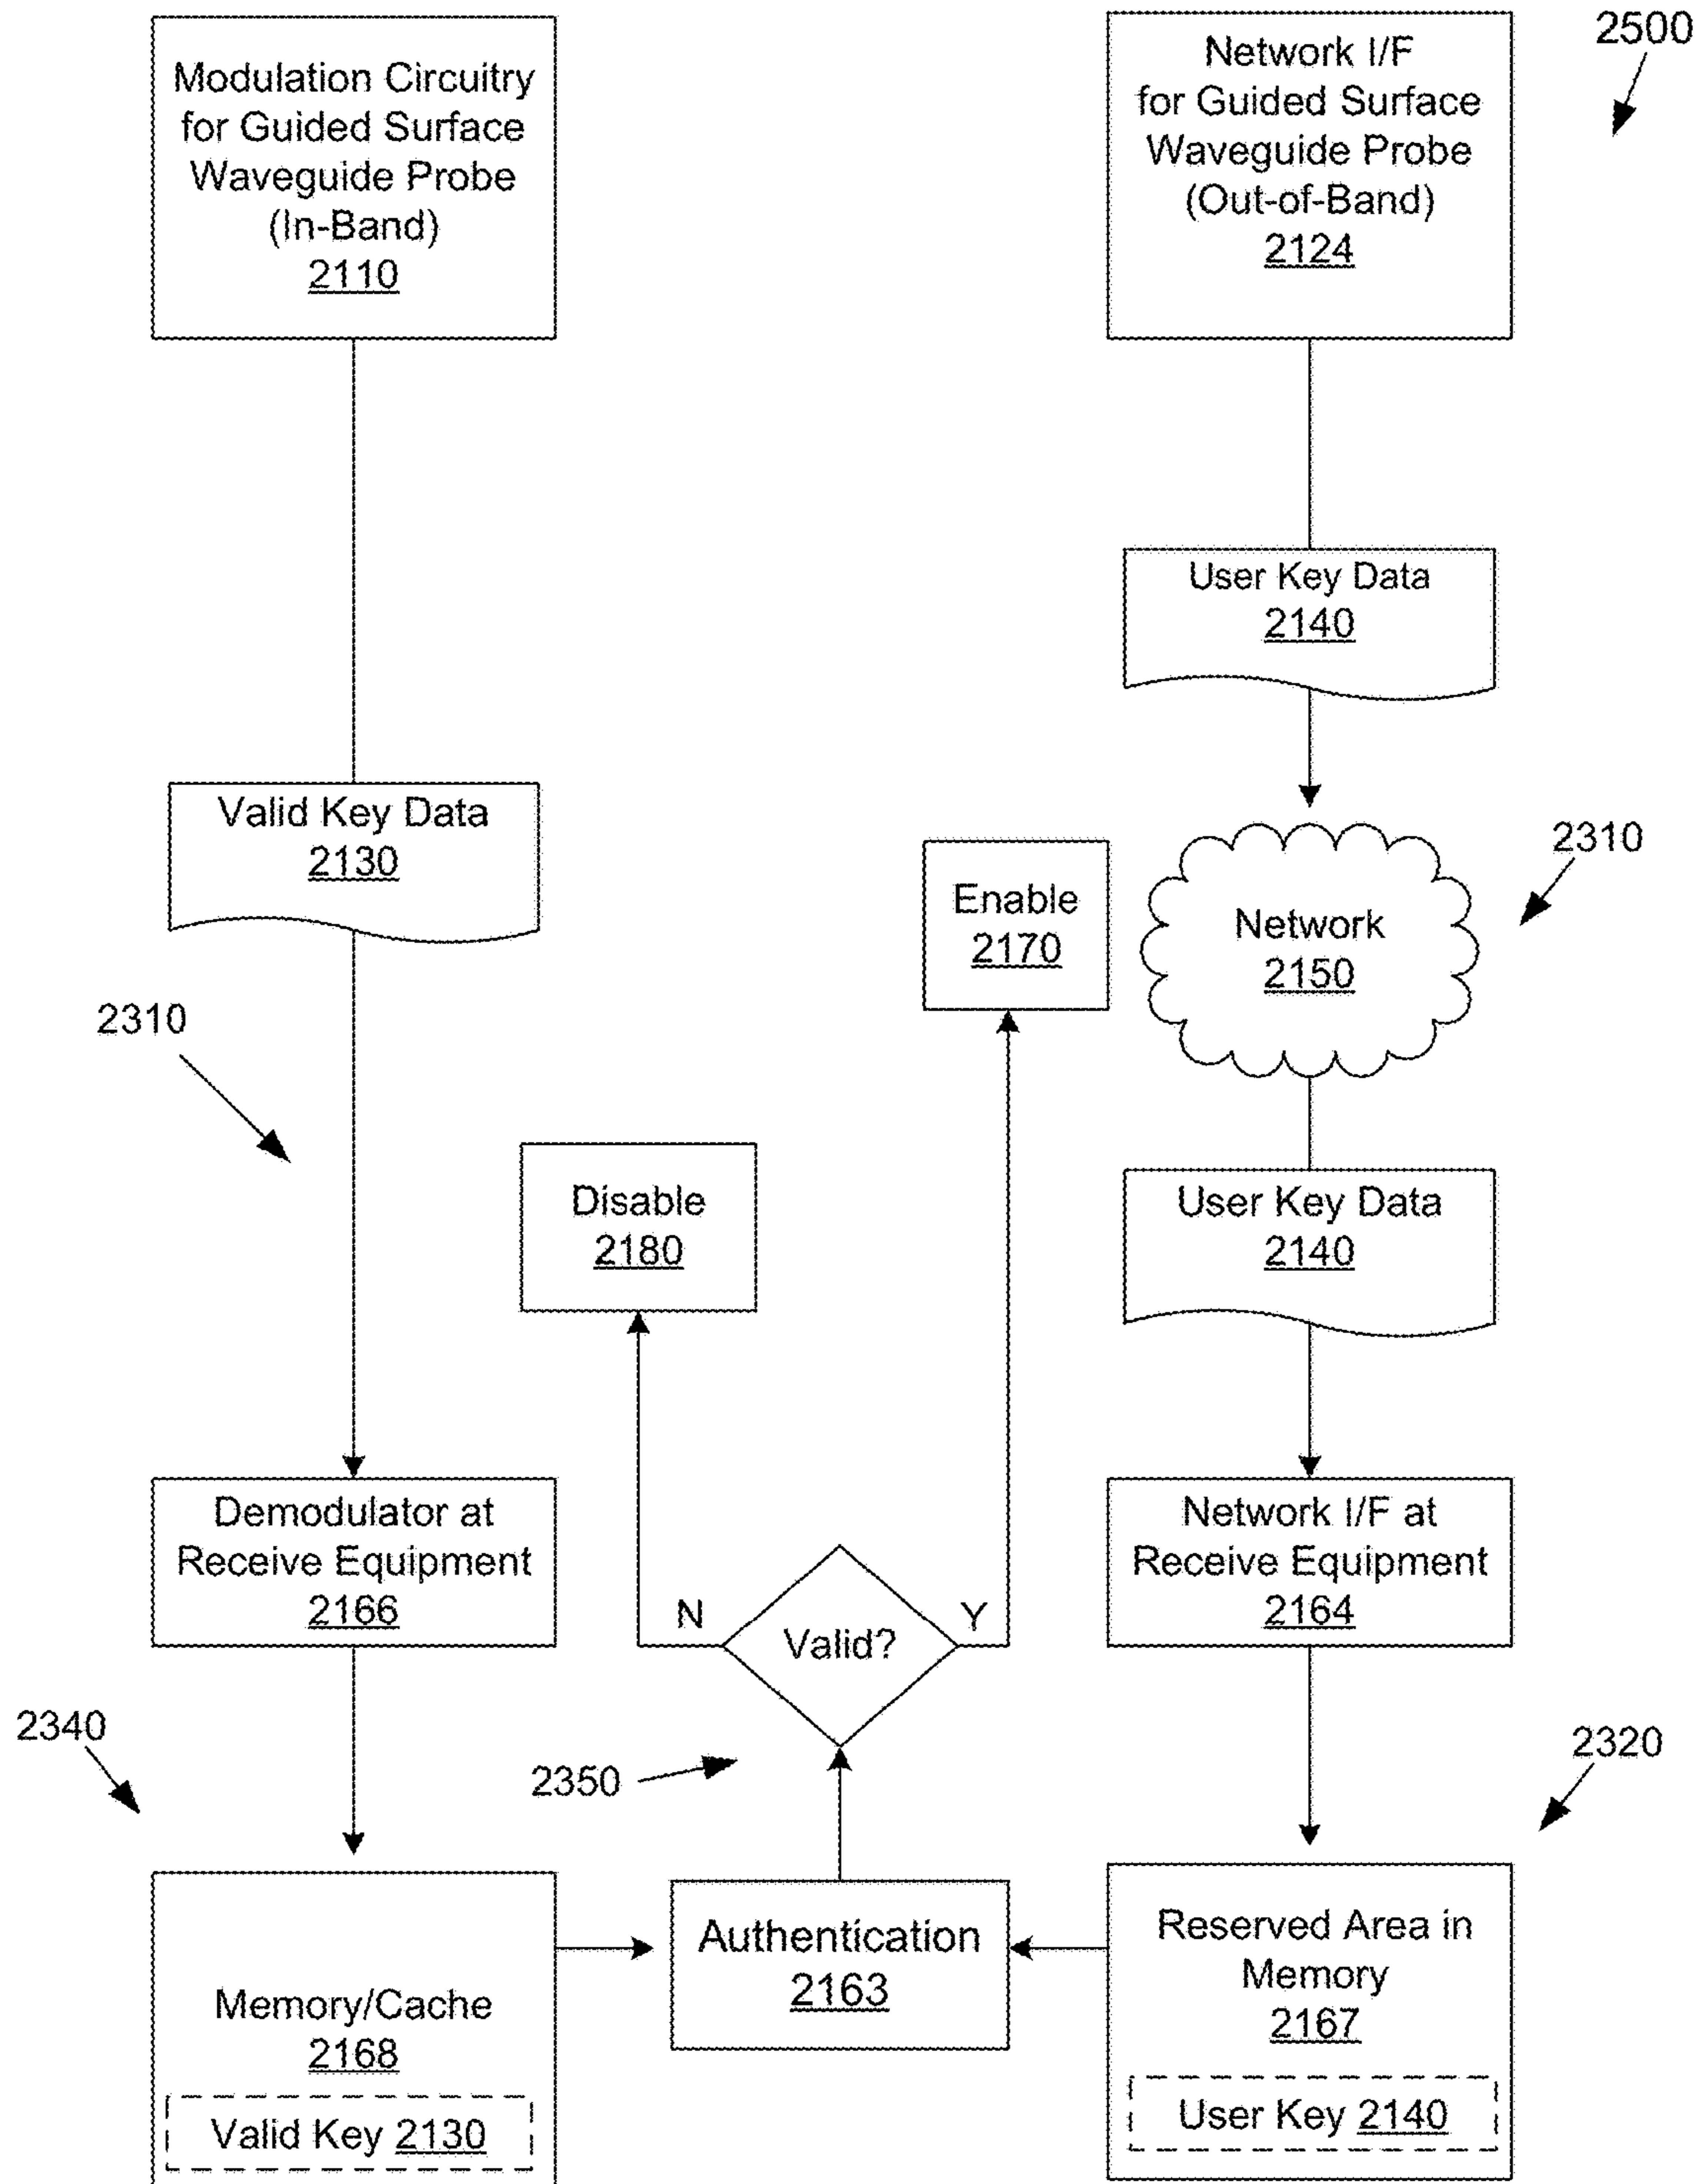 2500
Modulation Circuitry
for Guided Surface
Waveguide Probe
(In-Band)
2110
Network I/F
for Guided Surface
Waveguide Probe
(Out-of-Band)
2124
User Key Data
2140
Valid Key Data
2130
Enable
2170
Network
2150
2310
2310
Disable
2180
User Key Data
2140
Demodulator at
Receive Equipment
2166
N
Valid?
Y
Network I/F at
Receive Equipment
2164
2340
2350
2320
Memory/Cache
2168
Valid Key 2130
Authentication
2163
Reserved Area in
Memory
2167
User Key 2140